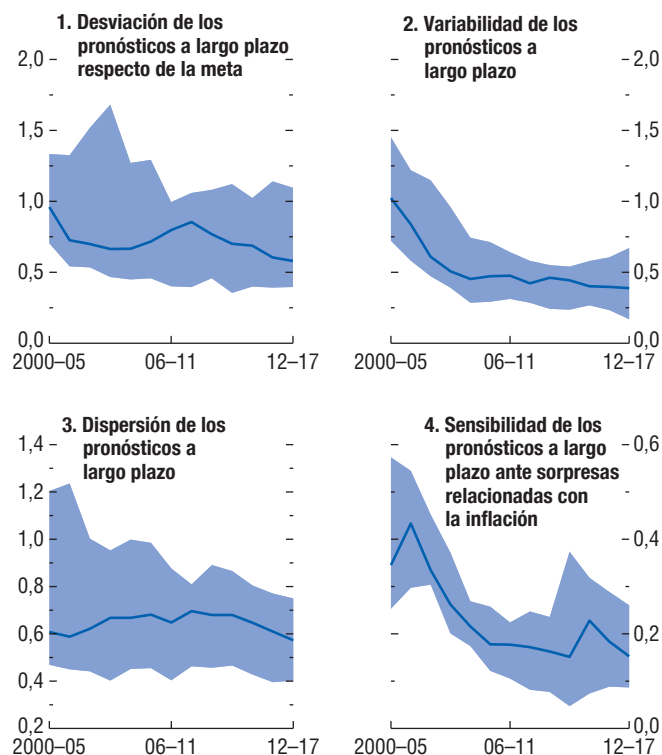 1. Desviación de los
pronósticos a largo plazo
respecto de la meta
2,0
1,5
1,0
0,5
0,0
2000–05
06–11
12–17
2. Variabilidad de los
pronósticos a
largo plazo
2,0
1,5
1,0
0,5
0,0
2000–05
06–11
12–17
3. Dispersión de los
pronósticos a
largo plazo
1,4
1,2
1,0
0,8
0,6
0,4
0,2
2000–05
06–11
12–17
4. Sensibilidad de los
pronósticos a largo
plazo ante sorpresas
relacionadas con
la inflación
0,6
0,4
0,2
0,0
2000–05
06–11
12–17